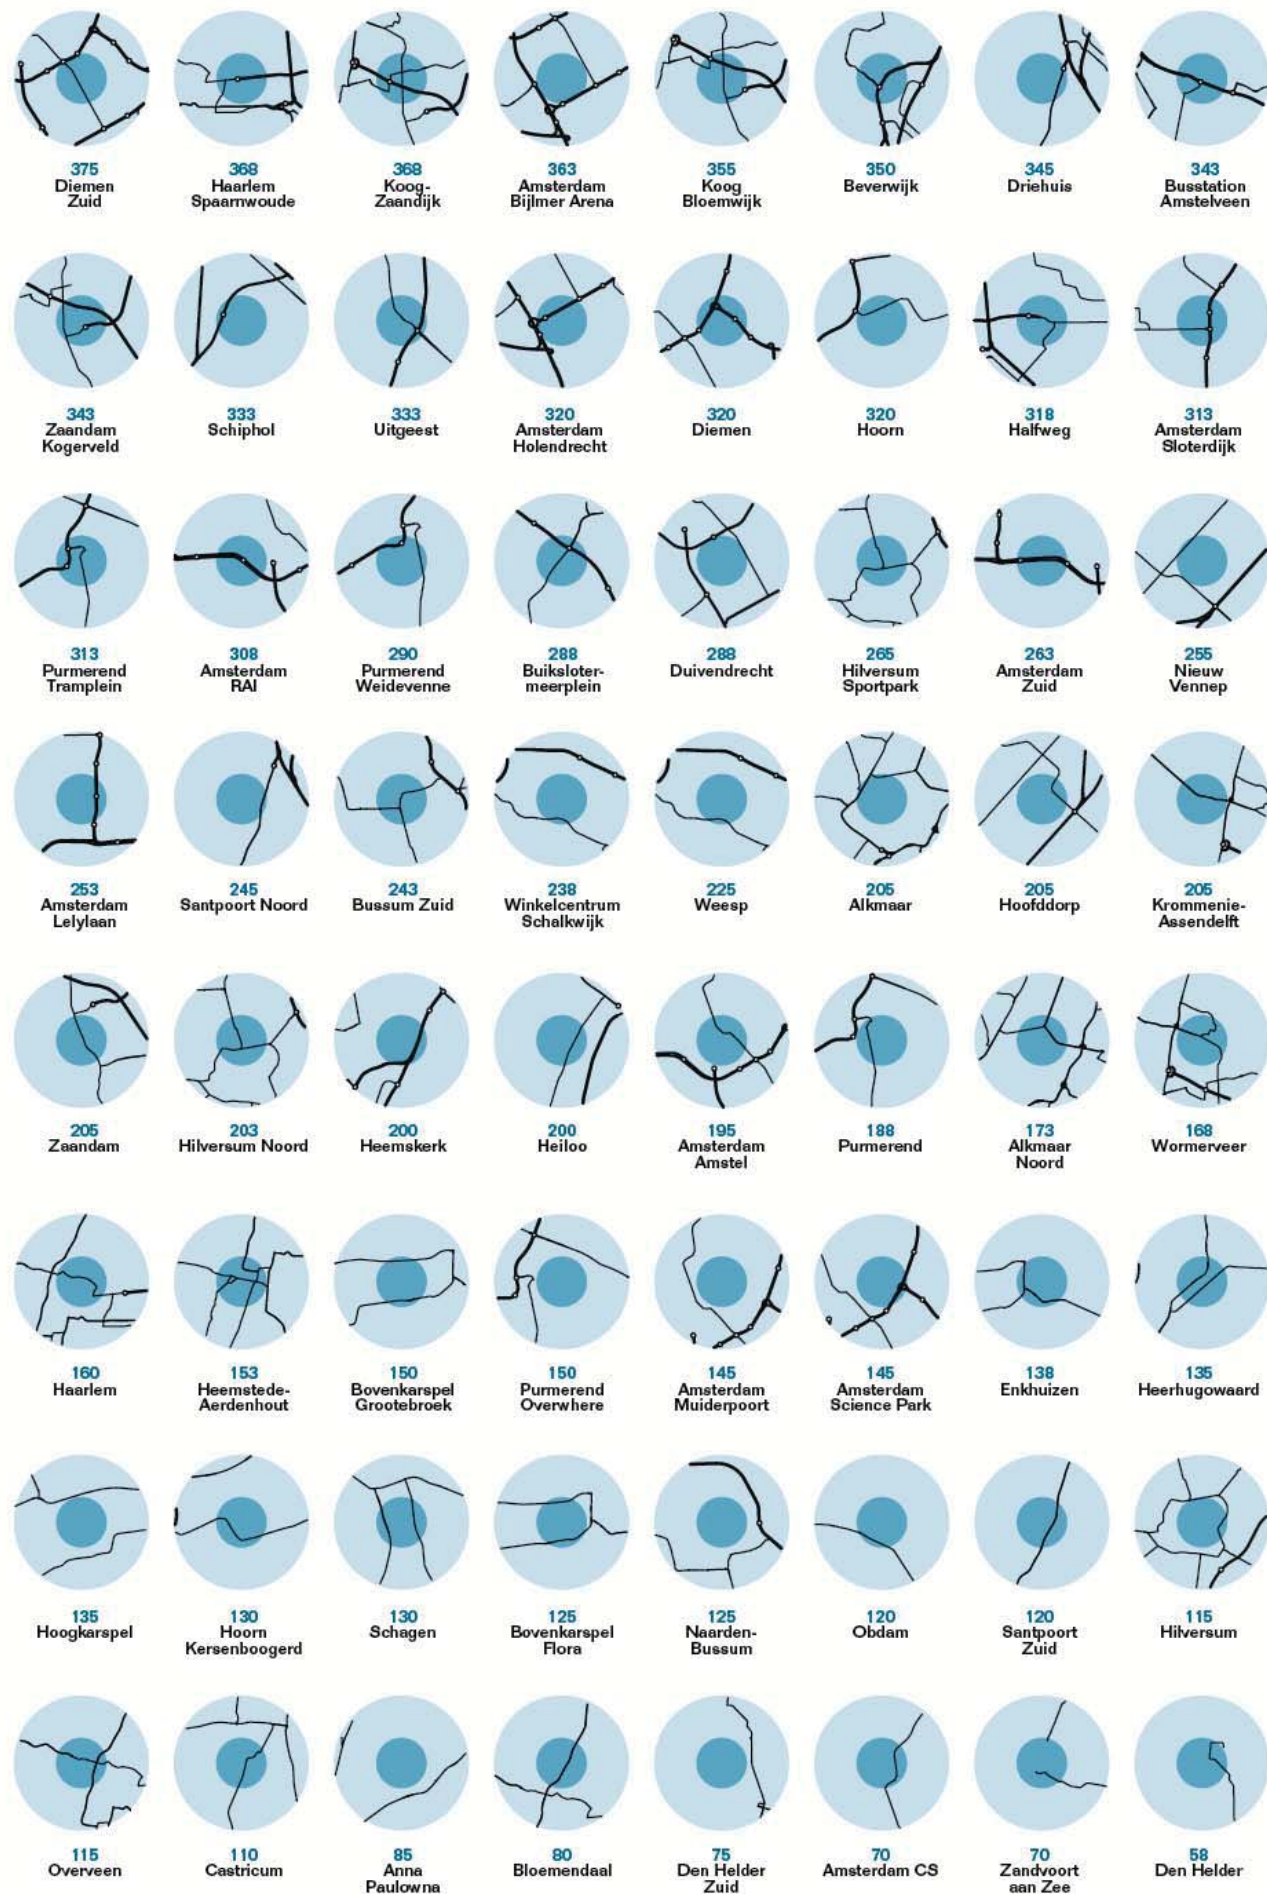 375
Diemen
Zuid
368
Haarlem
Spaarnwoude
368
Koog-
Zaandijk
363
Amsterdam
Bijlmer Arena
355
Koog
Bloemwijk
350
Beverwijk
345
Driehuis
343
Busstation
Amstelveen
343
Zaandam
Kogerveld
333
Schiphol
333
Uitgeest
320
Amsterdam
Holendrecht
320
Diemen
320
Hoorn
318
Halfweg
313
Amsterdam
Sloterdijk
313
Purmerend
Tramplein
308
Amsterdam
RAI
290
Purmerend
Weidevenne
288
Buiksloter-
meerplein
288
Duivendrecht
265
Hilversum
Sportpark
263
Amsterdam
Zuid
255
Nieuw
Vennep
253
Amsterdam
Lelylaan
245
Santpoort Noord
243
Bussum Zuid
238
Winkelcentrum
Schalkwijk
225
Weesp
205
Alkmaar
205
Hoofddorp
205
Krommenie-
Assendelft
205
Zaandam
203
Hilversum Noord
200
Heemskerk
200
Heiloo
195
Amsterdam
Amstel
188
Purmerend
173
Alkmaar
Noord
168
Wormerveer
160
Haarlem
153
Heemstede-
Aerdenhout
150
Bovenkarspel
Grootebroek
150
Purmerend
Overwhere
145
Amsterdam
Muiderpoort
145
Amsterdam
Science Park
138
Enkhuizen
135
Heerhugowaard
135
Hoogkarspel
130
Hoorn
Kersenboogerd
130
Schagen
125
Bovenkarspel
Flora
125
Naarden-
Bussum
120
Obdam
120
Santpoort
Zuid
115
Hilversum
115
Overveen
110
Castricum
85
Anna
Paulowna
80
Bloemendaal
75
Den Helder
Zuid
70
Amsterdam CS
70
Zandvoort
aan Zee
58
Den Helder